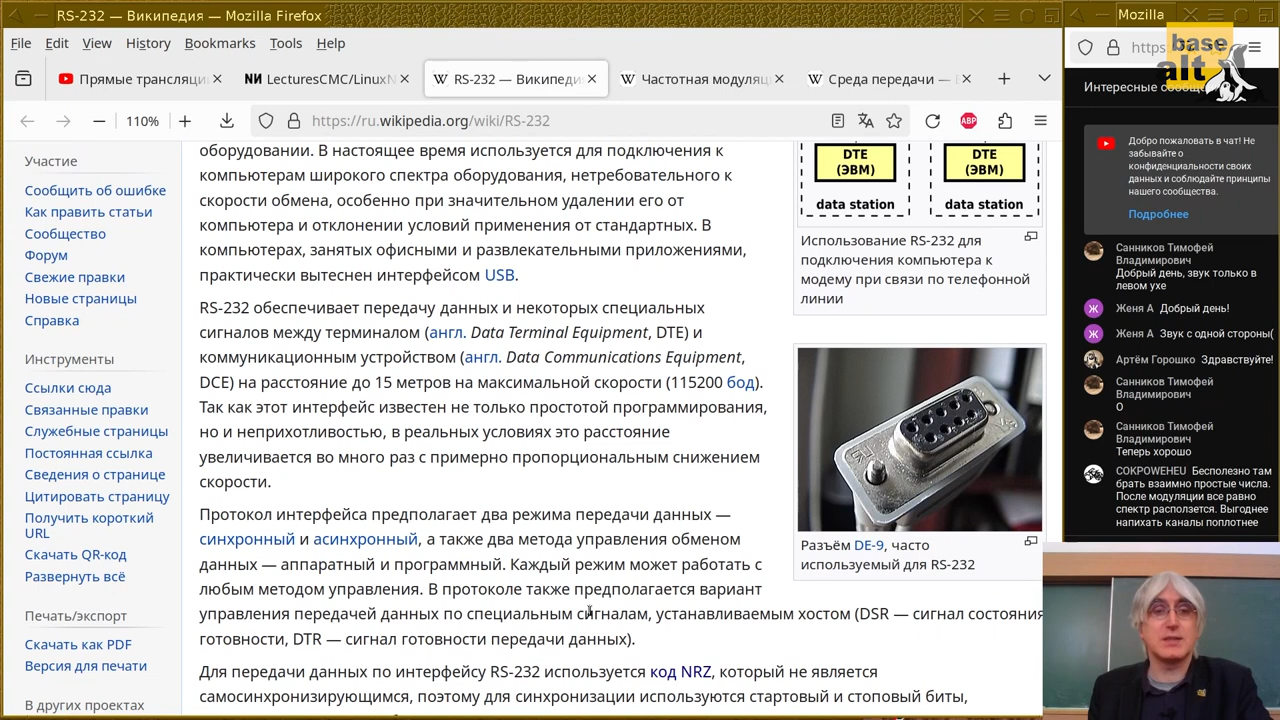 RS-232 — Википедия — Mozilla Firefox
Mozilla
File Edit View History Bookmarks Tools Help
Прямые трансляци
LecturesCMC/LinuxN
RS-232 — Википеди
Частотная модуляц
Среда передачи —
110%
https://ru.wikipedia.org/wiki/RS-232
ABP
https
base
alt
Участие
Сообщить об ошибке
Как править статьи
Сообщество
Форум
Свежие правки
Новые страницы
Справка
Инструменты
Ссылки сюда
Связанные правки
Служебные страницы
Постоянная ссылка
Сведения о странице
Цитировать страницу
Получить короткий
URL
Скачать QR-код
Развернуть всё
Печать/экспорт
Скачать как PDF
Версия для печати
В других проектах
оборудовании. В настоящее время используется для подключения к
компьютерам широкого спектра оборудования, нетребовательного к
скорости обмена, особенно при значительном удалении его от
компьютера и отклонении условий применения от стандартных. В
компьютерах, занятых офисными и развлекательными приложениями,
практически вытеснен интерфейсом USB.
RS-232 обеспечивает передачу данных и некоторых специальных
сигналов между терминалом (англ. Data Terminal Equipment, DTE) и
коммуникационным устройством (англ. Data Communications Equipment,
DCE) на расстояние до 15 метров на максимальной скорости (115200 бод).
Так как этот интерфейс известен не только простотой программирования,
но и неприхотливостью, в реальных условиях это расстояние
увеличивается во много раз с примерно пропорциональным снижением
скорости.
Протокол интерфейса предполагает два режима передачи данных —
синхронный и асинхронный, а также два метода управления обменом
данных — аппаратный и программный. Каждый режим может работать с
любым методом управления. В протоколе также предполагается вариант
управления передачей данных по специальным сигналам, устанавливаемым хостом (DSR — сигнал состояния
готовности, DTR — сигнал готовности передачи данных).
Для передачи данных по интерфейсу RS-232 используется код NRZ, который не является
самосинхронизирующимся, поэтому для синхронизации используются стартовый и стоповый биты,
DTE
(ЭВМ)
DTE
(ЭВМ)
data station
data station
Использование RS-232 для
подключения компьютера к
модему при связи по телефонной
линии
Разъём DE-9, часто
используемый для RS-232
Интересные сообще
Добро пожаловать в чат! Не
забывайте о
конфиденциальности своих
данных и соблюдайте принципы
нашего сообщества.
Подробнее
Санников Тимофей
Владимирович
Добрый день, звук только в
левом ухе
Ж Женя А Добрый день!
Ж Женя А Звук с одной стороны(
Артём Горошко Здравствуйте!
Санников Тимофей
Владимирович
О
Санников Тимофей
Владимирович
Теперь хорошо
COKPOWEHEU Бесполезно там
брать взаимно простые числа.
После модуляции все равно
спектр расползется. Выгоднее
напихать каналы поплотнее